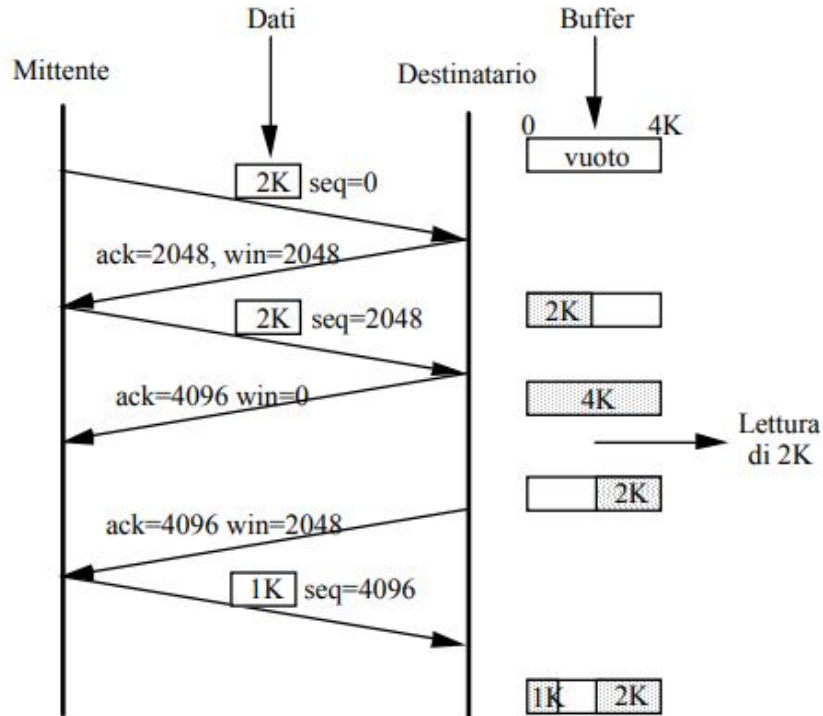 Dati
Buffer
Mittente
Destinatario
0 4K
vuoto
2K seq=0
ack=2048, win=2048
2K
2K seq=2048
ack=4096 win=0
4K
Lettura
di 2K
2K
ack=4096 win=2048
1K seq=4096
1K 2K